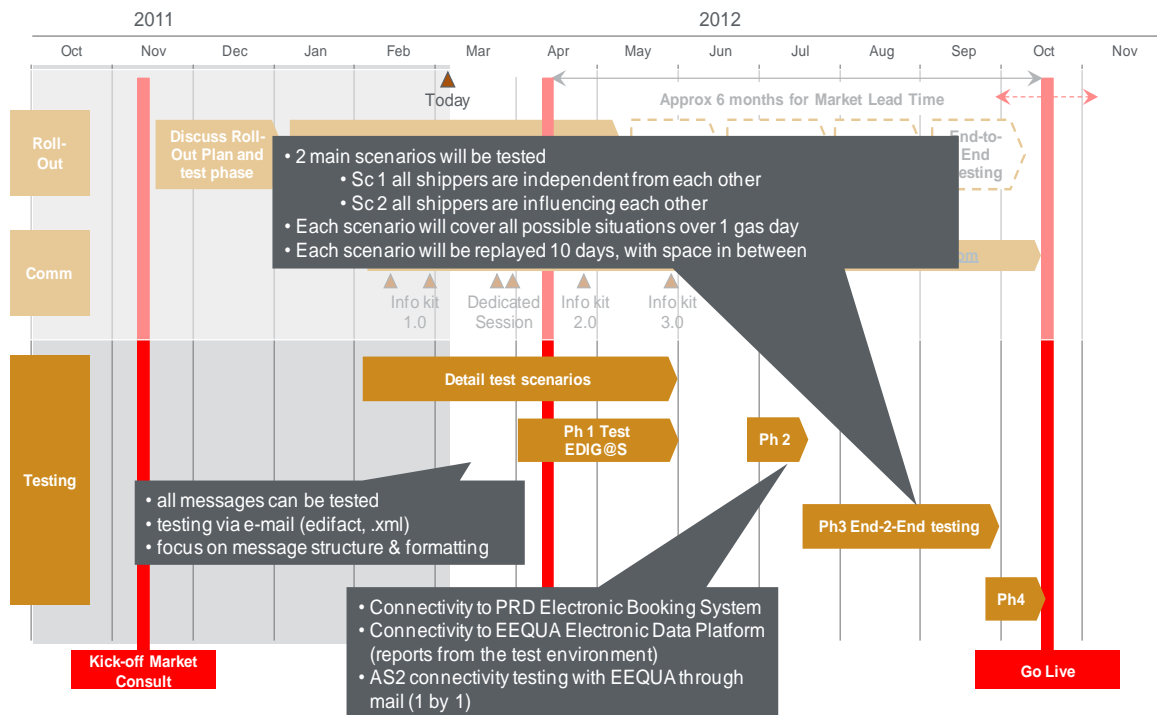 2011
2012
Oct
Nov
Dec
Jan
Feb
Mar
Apr
May
Jun
Jul
Aug
Sep
Oct
Nov
Today
Approx 6 months for Market Lead Time
Roll-
Out
Discuss Roll-
Out Plan and
test phase
End-to-
End
Testing
• 2 main scenarios will be tested
• Sc 1 all shippers are independent from each other
• Sc 2 all shippers are influencing each other
• Each scenario will cover all possible situations over 1 gas day
• Each scenario will be replayed 10 days, with space in between
Comm
om
Info kit
1.0
Dedicated
Session
Info kit
2.0
Info kit
3.0
Testing
Detail test scenarios
Ph 1 Test
EDIG@S
Ph 2
• all messages can be tested
• testing via e-mail (edifact, .xml)
• focus on message structure & formatting
Ph3 End-2-End testing
Ph4
• Connectivity to PRD Electronic Booking System
• Connectivity to EEQUA Electronic Data Platform
(reports from the test environment)
• AS2 connectivity testing with EEQUA through
mail (1 by 1)
Kick-off Market
Consult
Go Live